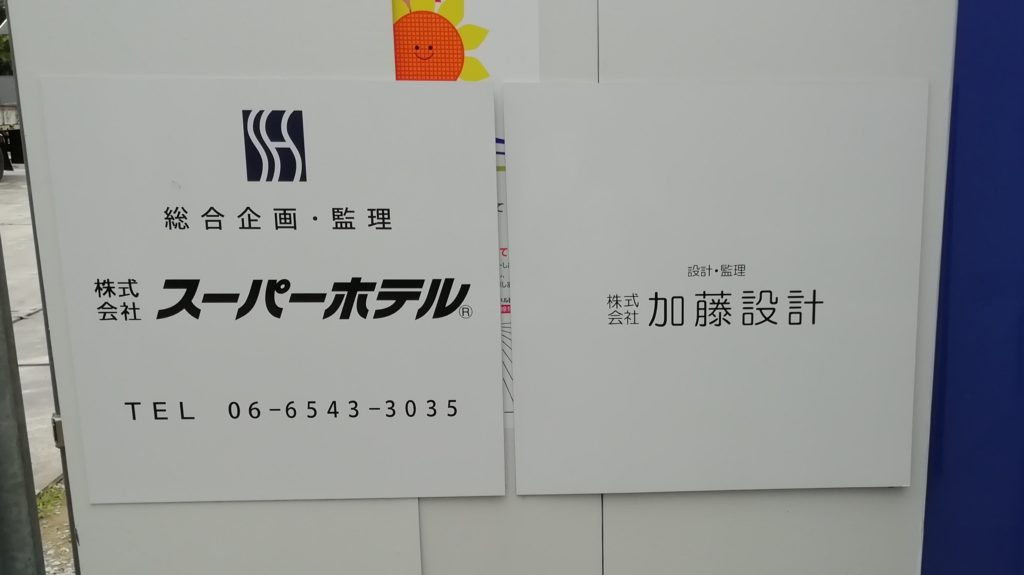 SH
総合企画・監理
株式会社 スーパーホテル®
TEL 06-6543-3035
設計・監理
株式会社 加藤設計